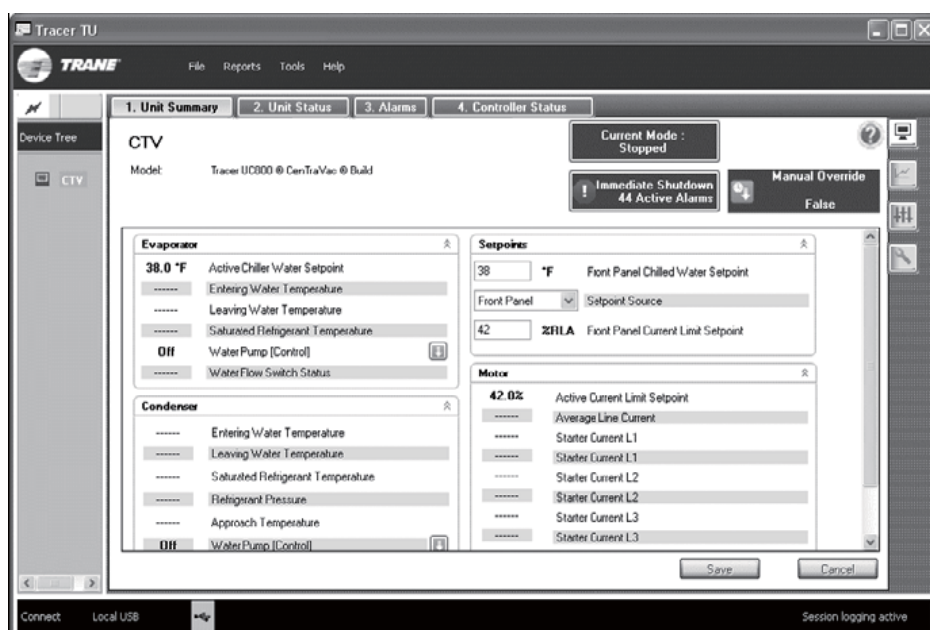 Tracer TU
TRANE File Reports Tools Help
1. Unit Summary 2. Unit Status 3. Alarms 4. Controller Status
Device Tree
CTV
CTV
Model: Tracer UC800 ® CenTraVac ® Build
Current Mode :
Stopped
Immediate Shutdown
44 Active Alarms
Manual Override
False
Evaporator
38.0 °F Active Chiller Water Setpoint
------ Entering Water Temperature
------ Leaving Water Temperature
------ Saturated Refrigerant Temperature
Off Water Pump [Control]
------ Water Flow Switch Status
Condenser
------ Entering Water Temperature
------ Leaving Water Temperature
------ Saturated Refrigerant Temperature
------ Refrigerant Pressure
------ Approach Temperature
Off Water Pump [Control]
Setpoints
38 °F Front Panel Chilled Water Setpoint
Front Panel Setpoint Source
42 %RLA Front Panel Current Limit Setpoint
Motor
42.0% Active Current Limit Setpoint
------ Average Line Current
------ Starter Current L1
------ Starter Current L1
------ Starter Current L2
------ Starter Current L2
------ Starter Current L3
------ Starter Current L3
Save Cancel
Connect Local USB Session logging active